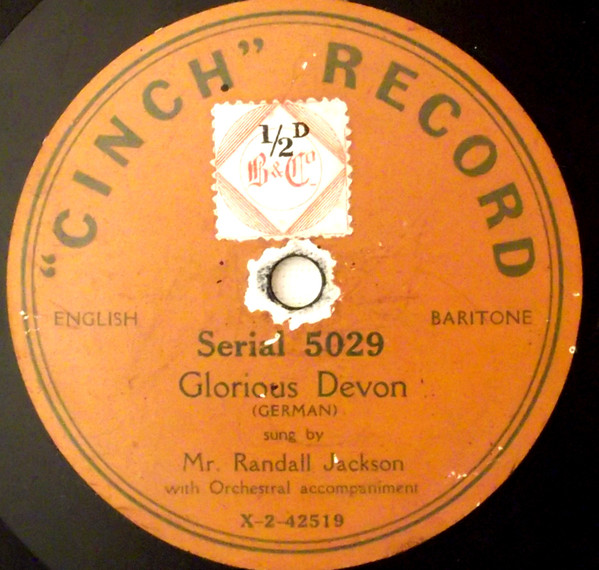 "CINCH" RECORD
1/2D
B & Co.
ENGLISH
BARITONE
Serial 5029
Glorious Devon
(GERMAN)
sung by
Mr. Randall Jackson
with Orchestral accompaniment
X-2-42519